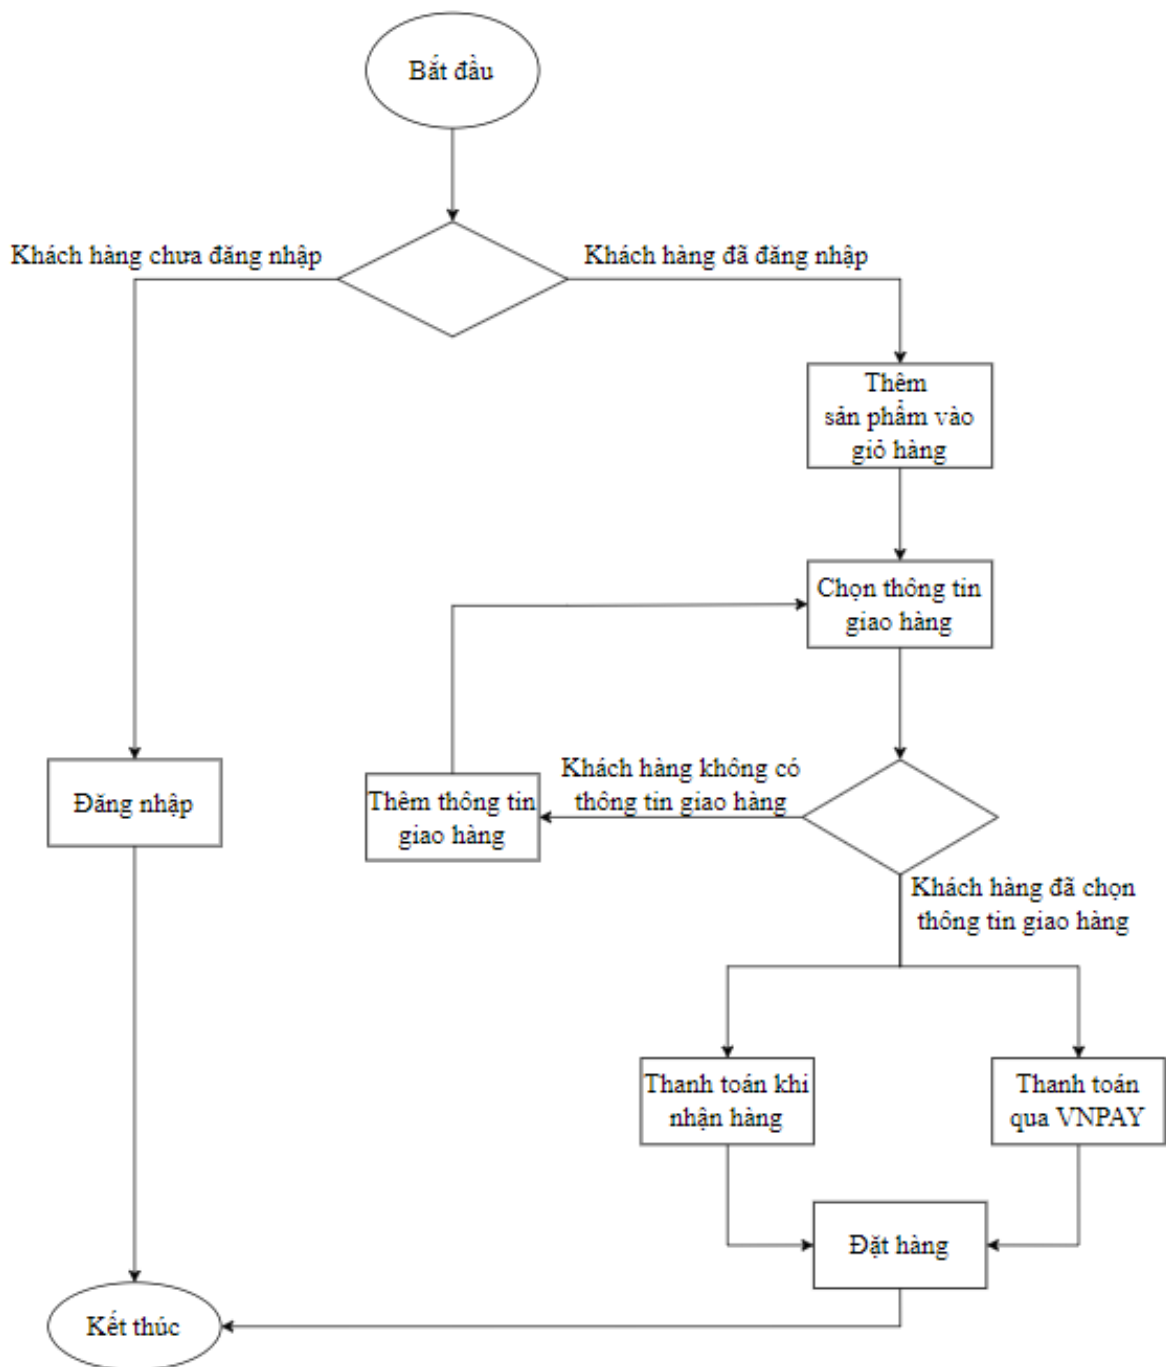 Bắt đầu
Khách hàng chưa đăng nhập
Khách hàng đã đăng nhập
Thêm
sản phẩm vào
giỏ hàng
Chọn thông tin
giao hàng
Khách hàng không có
thông tin giao hàng
Thêm thông tin
giao hàng
Đăng nhập
Khách hàng đã chọn
thông tin giao hàng
Thanh toán khi
nhận hàng
Thanh toán
qua VNPAY
Đặt hàng
Kết thúc